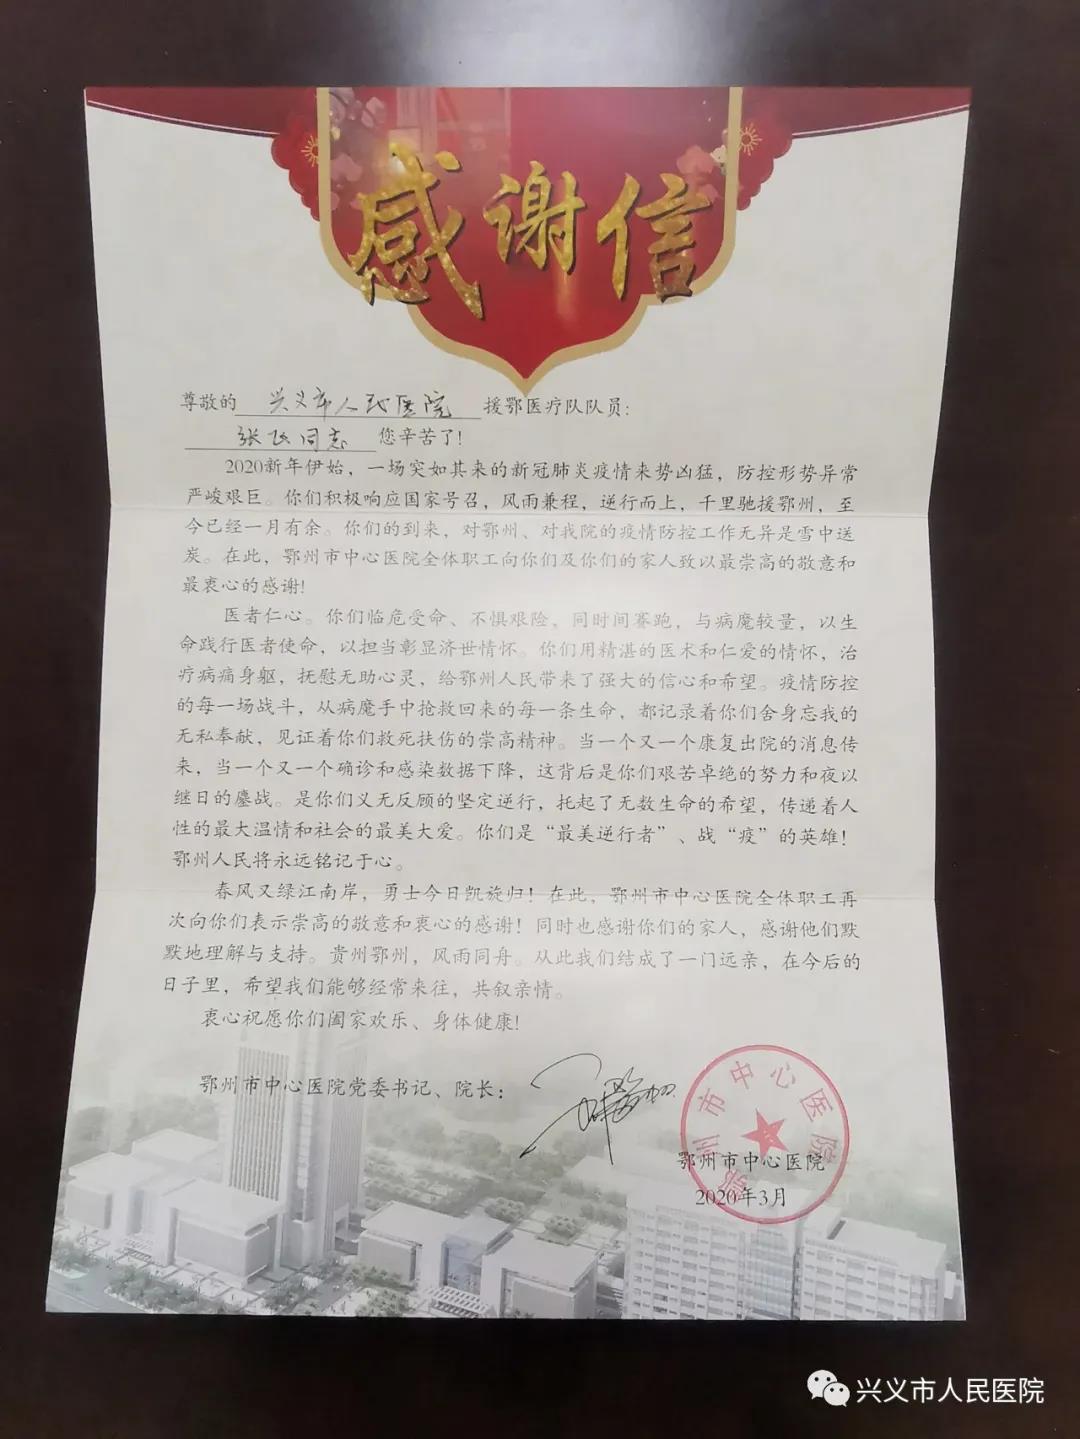 感谢信
尊敬的 兴义市人民医院 援鄂医疗队队员：
张飞同志 您辛苦了！
2020新年伊始，一场突如其来的新冠肺炎疫情来势凶猛，防控形势异常
严峻艰巨。你们积极响应国家号召，风雨兼程，逆行而上，千里驰援鄂州，至
今已经一月有余。你们的到来，对鄂州、对我院的疫情防控工作无异是雪中送
炭。在此，鄂州市中心医院全体职工向你们及你们的家人致以最崇高的敬意和
最衷心的感谢！
医者仁心。你们临危受命、不惧艰险，同时间赛跑，与病魔较量，以生
命践行医者使命，以担当彰显济世情怀。你们用精湛的医术和仁爱的情怀，治
疗病痛身躯，抚慰无助心灵，给鄂州人民带来了强大的信心和希望。疫情防控
的每一场战斗，从病魔手中抢救回来的每一条生命，都记录着你们舍身忘我的
无私奉献，见证着你们救死扶伤的崇高精神。当一个又一个康复出院的消息传
来，当一个又一个确诊和感染数据下降，这背后是你们艰苦卓绝的努力和夜以
继日的鏖战。是你们义无反顾的坚定逆行，托起了无数生命的希望，传递着人
性的最大温情和社会的最美大爱。你们是“最美逆行者”、战“疫”的英雄！
鄂州人民将永远铭记于心。
春风又绿江南岸，勇士今日凯旋归！在此，鄂州市中心医院全体职工再
次向你们表示崇高的敬意和衷心的感谢！同时也感谢你们的家人，感谢他们默
默地理解与支持。贵州鄂州，风雨同舟。从此我们结成了一门远亲，在今后的
日子里，希望我们能够经常来往，共叙亲情。
衷心祝愿你们阖家欢乐、身体健康！
鄂州市中心医院党委书记、院长：
鄂州市中心医院
鄂州市中心医院
2020年3月
兴义市人民医院